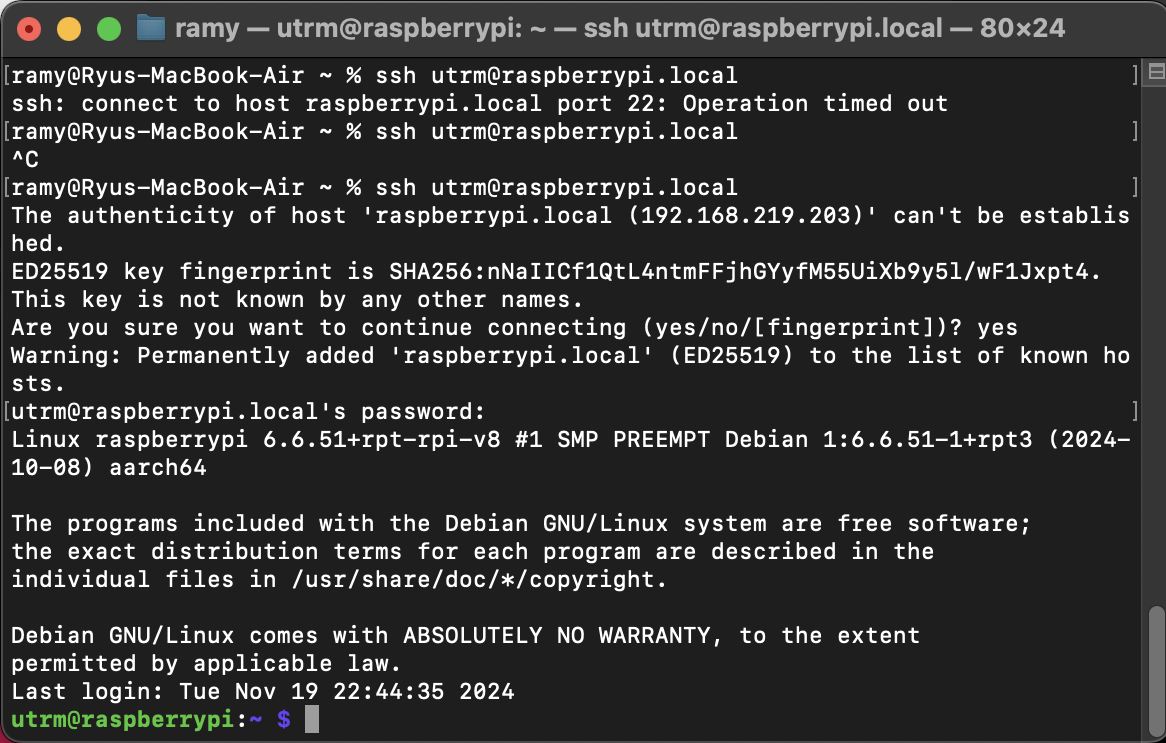 ramy — utrm@raspberrypi: ~ — ssh utrm@raspberrypi.local — 80×24
[ramy@Ryus-MacBook-Air ~ % ssh utrm@raspberrypi.local ]
ssh: connect to host raspberrypi.local port 22: Operation timed out
[ramy@Ryus-MacBook-Air ~ % ssh utrm@raspberrypi.local ]
^C
[ramy@Ryus-MacBook-Air ~ % ssh utrm@raspberrypi.local ]
The authenticity of host 'raspberrypi.local (192.168.219.203)' can't be establis
hed.
ED25519 key fingerprint is SHA256:nNaIICf1QtL4ntmFFjhGYyfM55UiXb9y5l/wF1Jxpt4.
This key is not known by any other names.
Are you sure you want to continue connecting (yes/no/[fingerprint])? yes
Warning: Permanently added 'raspberrypi.local' (ED25519) to the list of known ho
sts.
[utrm@raspberrypi.local's password: ]
Linux raspberrypi 6.6.51+rpt-rpi-v8 #1 SMP PREEMPT Debian 1:6.6.51-1+rpt3 (2024-
10-08) aarch64
The programs included with the Debian GNU/Linux system are free software;
the exact distribution terms for each program are described in the
individual files in /usr/share/doc/*/copyright.
Debian GNU/Linux comes with ABSOLUTELY NO WARRANTY, to the extent
permitted by applicable law.
Last login: Tue Nov 19 22:44:35 2024
utrm@raspberrypi:~ $